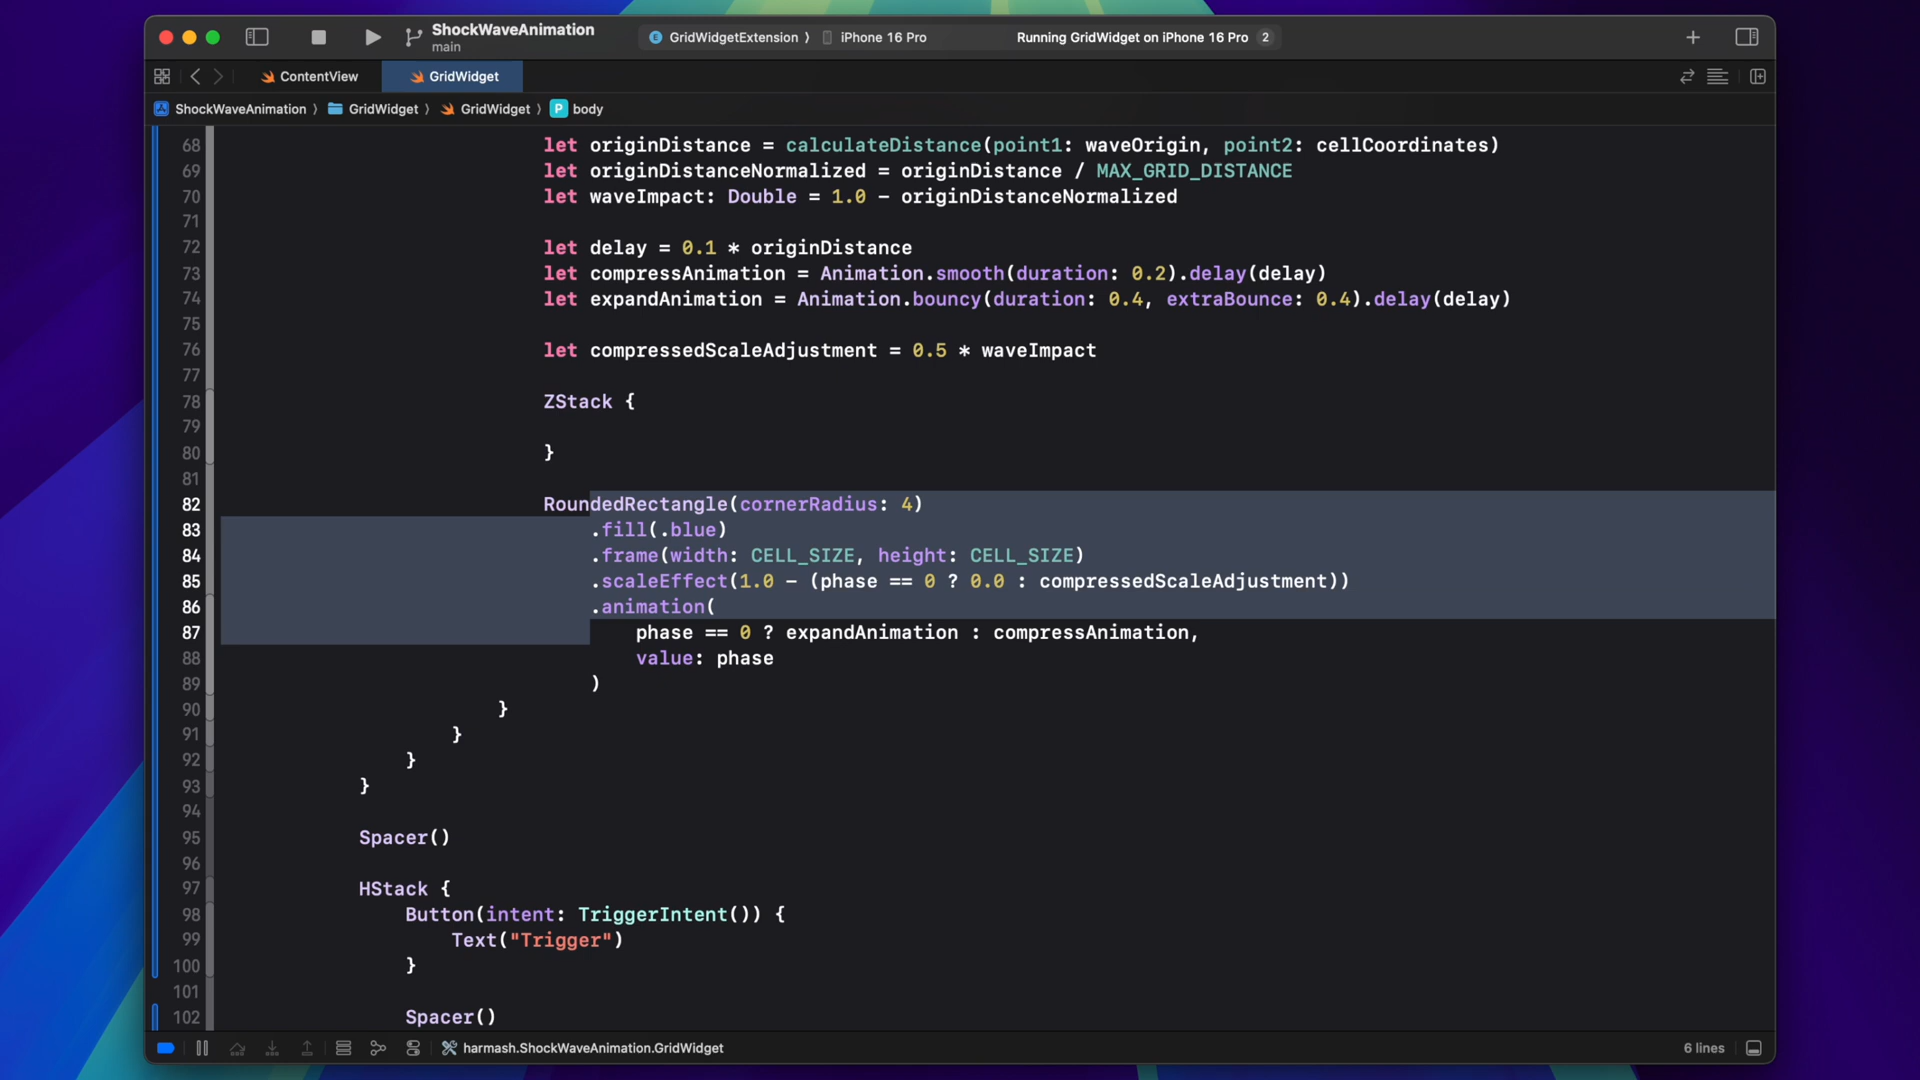 ShockWaveAnimation
main
GridWidgetExtension ⟩ iPhone 16 Pro
Running GridWidget on iPhone 16 Pro 2
ContentView
GridWidget
ShockWaveAnimation ⟩ GridWidget ⟩ GridWidget ⟩ P body
68 let originDistance = calculateDistance(point1: waveOrigin, point2: cellCoordinates)
69 let originDistanceNormalized = originDistance / MAX_GRID_DISTANCE
70 let waveImpact: Double = 1.0 - originDistanceNormalized
71
72 let delay = 0.1 * originDistance
73 let compressAnimation = Animation.smooth(duration: 0.2).delay(delay)
74 let expandAnimation = Animation.bouncy(duration: 0.4, extraBounce: 0.4).delay(delay)
75
76 let compressedScaleAdjustment = 0.5 * waveImpact
77
78 ZStack {
79
80 }
81
82 RoundedRectangle(cornerRadius: 4)
83 .fill(.blue)
84 .frame(width: CELL_SIZE, height: CELL_SIZE)
85 .scaleEffect(1.0 - (phase == 0 ? 0.0 : compressedScaleAdjustment))
86 .animation(
87 phase == 0 ? expandAnimation : compressAnimation,
88 value: phase
89 )
90 }
91 }
92 }
93 }
94
95 Spacer()
96
97 HStack {
98 Button(intent: TriggerIntent()) {
99 Text("Trigger")
100 }
101
102 Spacer()
harmash.ShockWaveAnimation.GridWidget
6 lines